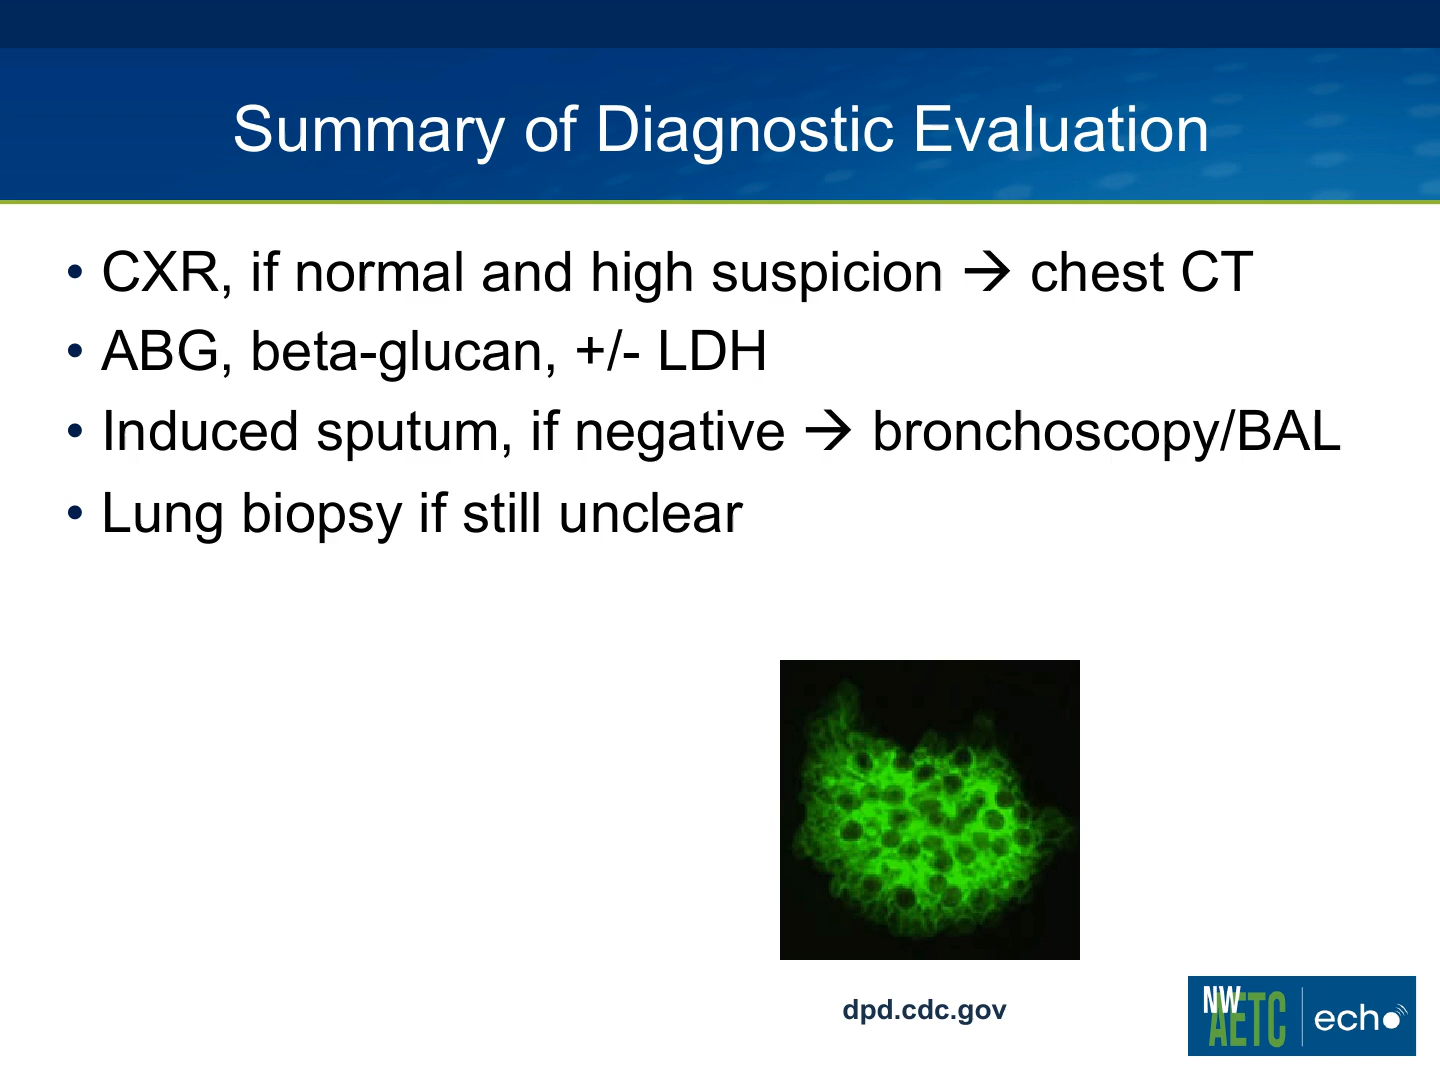 Summary of Diagnostic Evaluation
• CXR, if normal and high suspicion → chest CT
• ABG, beta-glucan, +/- LDH
• Induced sputum, if negative → bronchoscopy/BAL
• Lung biopsy if still unclear
dpd.cdc.gov
NW
AETC
echo